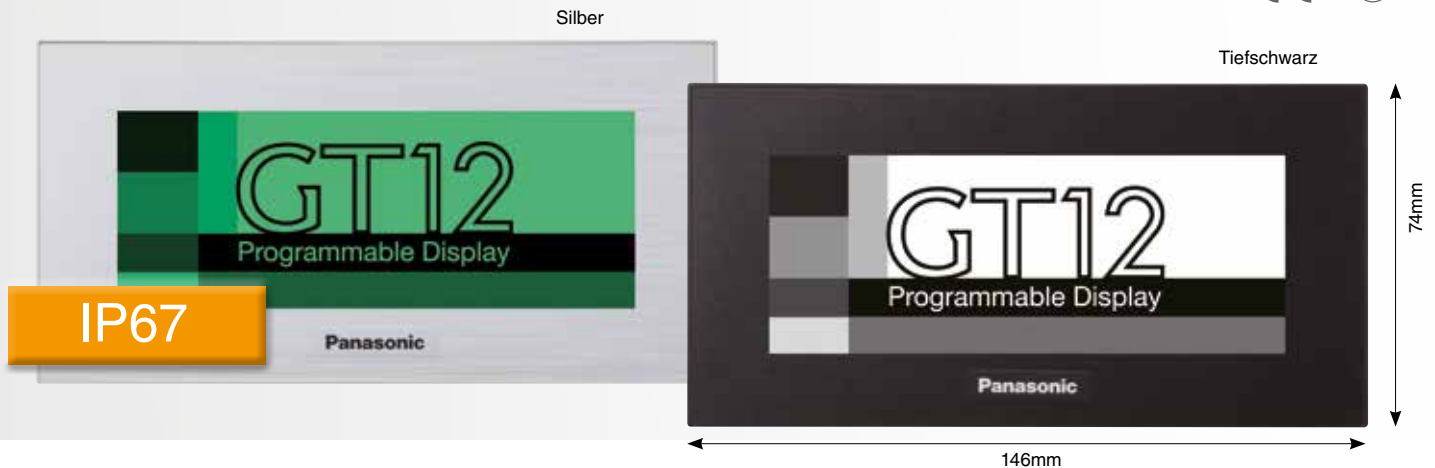 Silber
Tiefschwarz
GT12
Programmable Display
IP67
Panasonic
GT12
Programmable Display
Panasonic
74mm
146mm